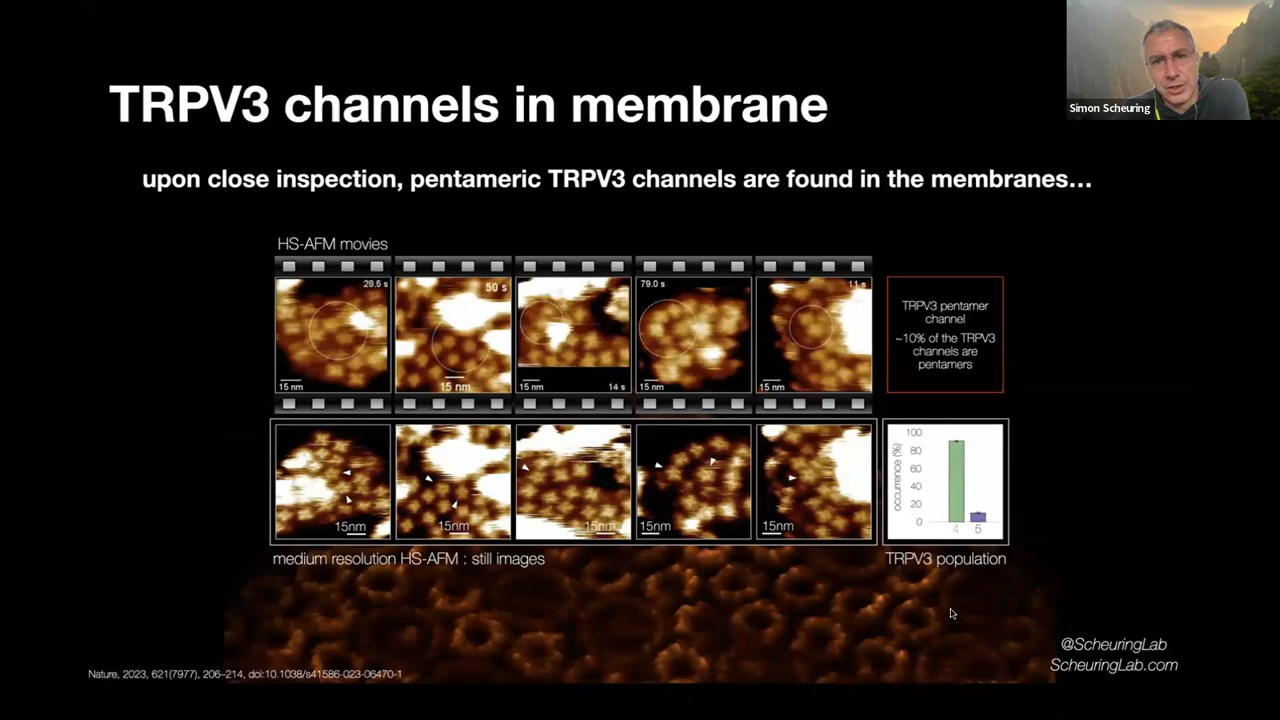 Simon Scheuring
TRPV3 channels in membrane
upon close inspection, pentameric TRPV3 channels are found in the membranes…
HS-AFM movies
29.5 s
50 s
79.0 s
11 s
15 nm
15 nm
15 nm
14 s
15 nm
15 nm
TRPV3 pentamer
channel
~10% of the TRPV3
channels are
pentamers
15nm
15nm
15nm
15nm
15nm
occurrence (%)
100
80
60
40
20
0
4
5
medium resolution HS-AFM : still images
TRPV3 population
@ScheuringLab
ScheuringLab.com
Nature, 2023, 621(7977), 206–214, doi:10.1038/s41586-023-06470-1